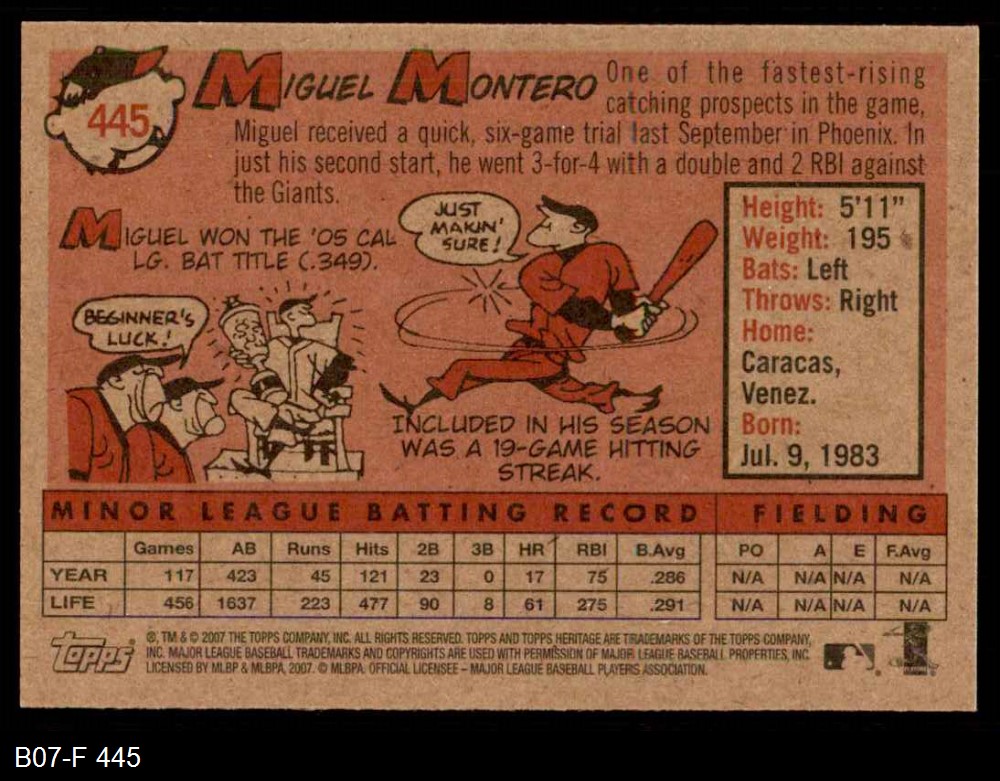 445
MIGUEL MONTERO One of the fastest-rising
catching prospects in the game,
Miguel received a quick, six-game trial last September in Phoenix. In
just his second start, he went 3-for-4 with a double and 2 RBI against
the Giants.
MIGUEL WON THE '05 CAL
LG. BAT TITLE (.349).
BEGINNER'S
LUCK!
JUST
MAKIN'
SURE!
INCLUDED IN HIS SEASON
WAS A 19-GAME HITTING
STREAK.
Height: 5'11"
Weight: 195
Bats: Left
Throws: Right
Home:
Caracas,
Venez.
Born:
Jul. 9, 1983
MINOR LEAGUE BATTING RECORD FIELDING
Games AB Runs Hits 2B 3B HR RBI B.Avg PO A E F.Avg
YEAR 117 423 45 121 23 0 17 75 .286 N/A N/A N/A N/A
LIFE 456 1637 223 477 90 8 61 275 .291 N/A N/A N/A N/A
Topps
®, TM & © 2007 THE TOPPS COMPANY, INC. ALL RIGHTS RESERVED. TOPPS AND TOPPS HERITAGE ARE TRADEMARKS OF THE TOPPS COMPANY,
INC. MAJOR LEAGUE BASEBALL TRADEMARKS AND COPYRIGHTS ARE USED WITH PERMISSION OF MAJOR LEAGUE BASEBALL PROPERTIES, INC.
LICENSED BY MLBP & MLBPA, 2007. © MLBPA. OFFICIAL LICENSEE – MAJOR LEAGUE BASEBALL PLAYERS ASSOCIATION.
B07-F 445